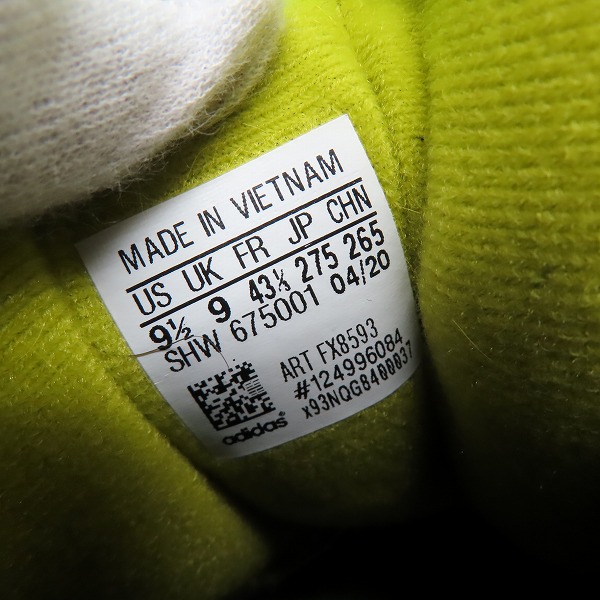 MADE IN VIETNAM
US UK FR JP CHN
9½ 9 43⅓ 275 265
SHW 675001 04/20
ART FX8593
#124996084
x93NQG8400037
adidas®